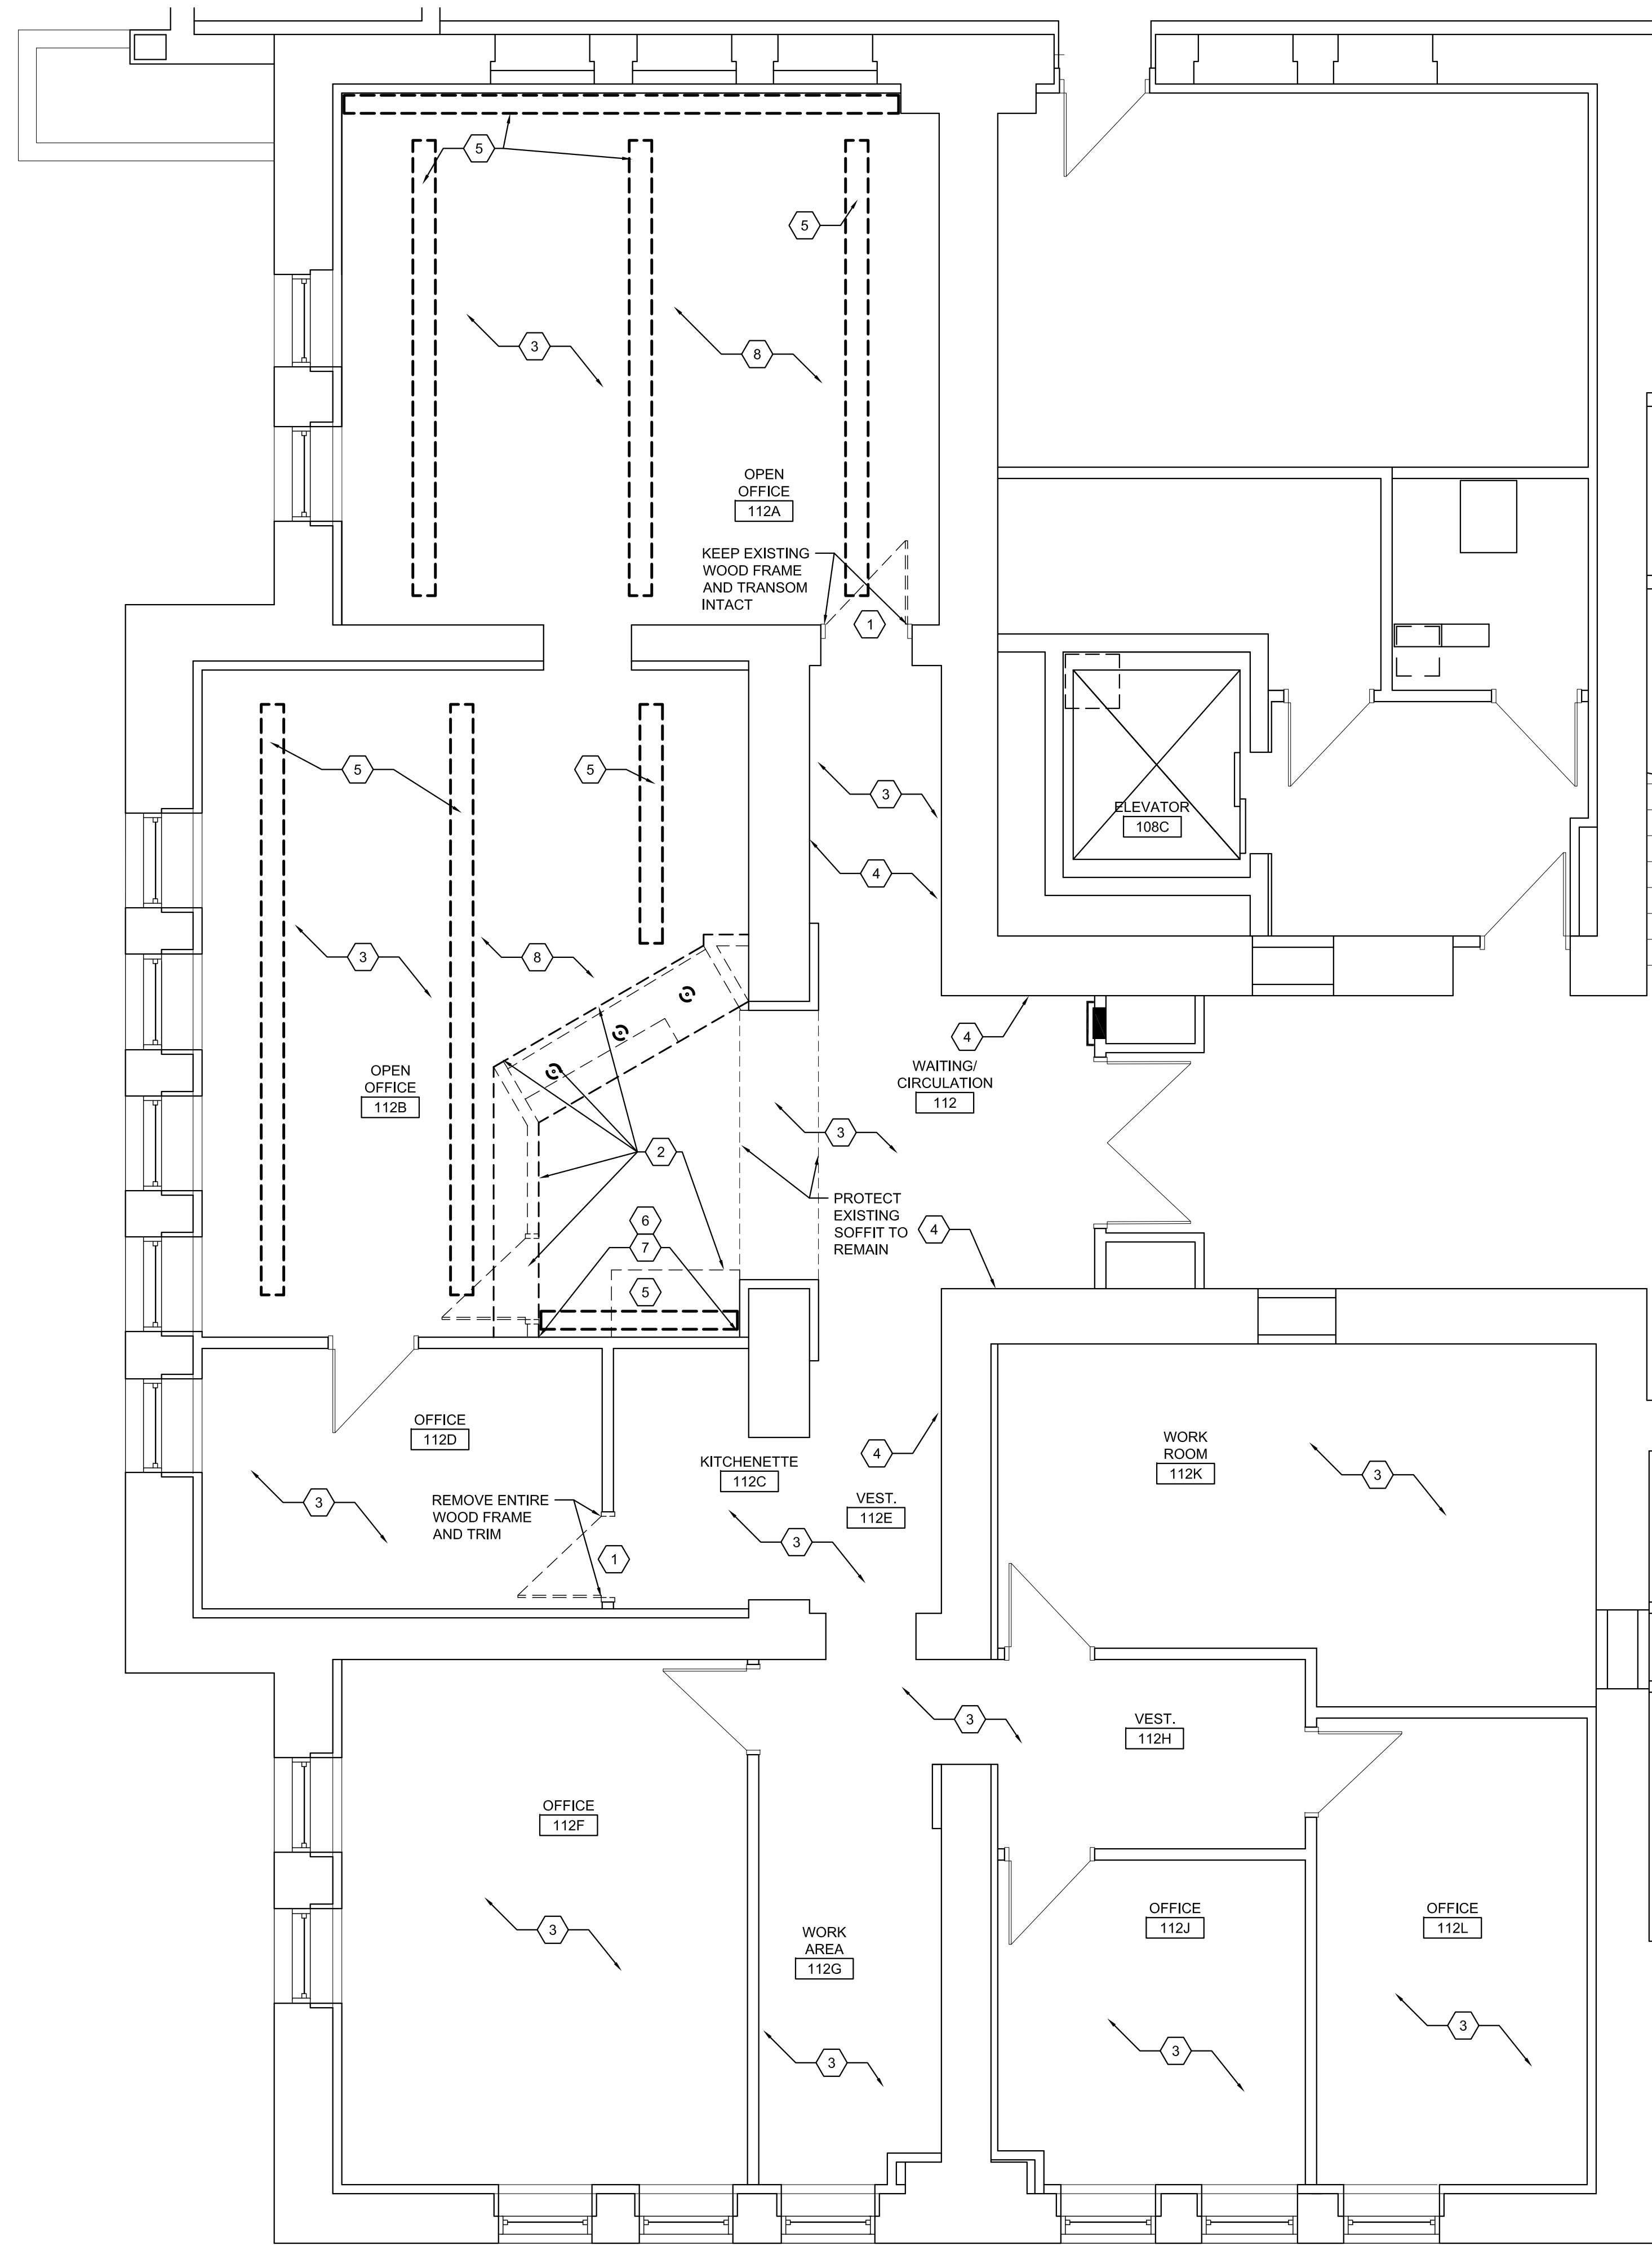 5
5
3
8
OPEN
OFFICE
112A
KEEP EXISTING
WOOD FRAME
AND TRANSOM
INTACT
1
5
5
3
4
ELEVATOR
108C
3
8
4
WAITING/
CIRCULATION
112
OPEN
OFFICE
112B
3
2
PROTECT
EXISTING
SOFFIT TO
REMAIN
6
7
4
5
OFFICE
112D
KITCHENETTE
112C
4
WORK
ROOM
112K
3
3
REMOVE ENTIRE
WOOD FRAME
AND TRIM
VEST.
112E
3
1
3
VEST.
112H
OFFICE
112F
3
WORK
AREA
112G
OFFICE
112J
OFFICE
112L
3
3
3